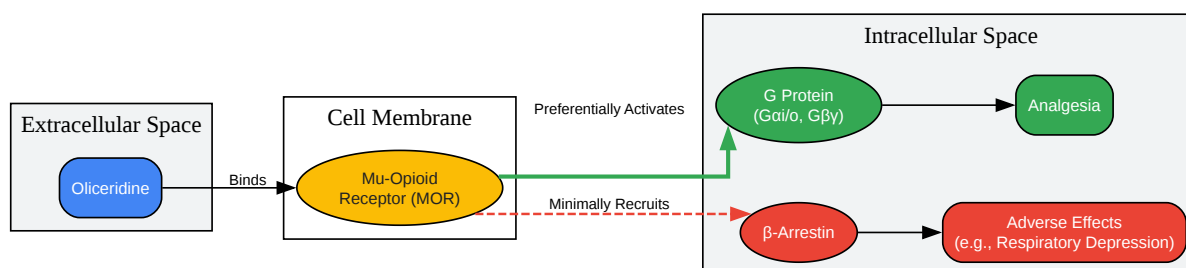 Extracellular Space
Oliceridine
Binds
Cell Membrane
Mu-Opioid
Receptor (MOR)
Preferentially Activates
Minimally Recruits
Intracellular Space
G Protein
(Gαi/o, Gβγ)
Analgesia
β-Arrestin
Adverse Effects
(e.g., Respiratory Depression)